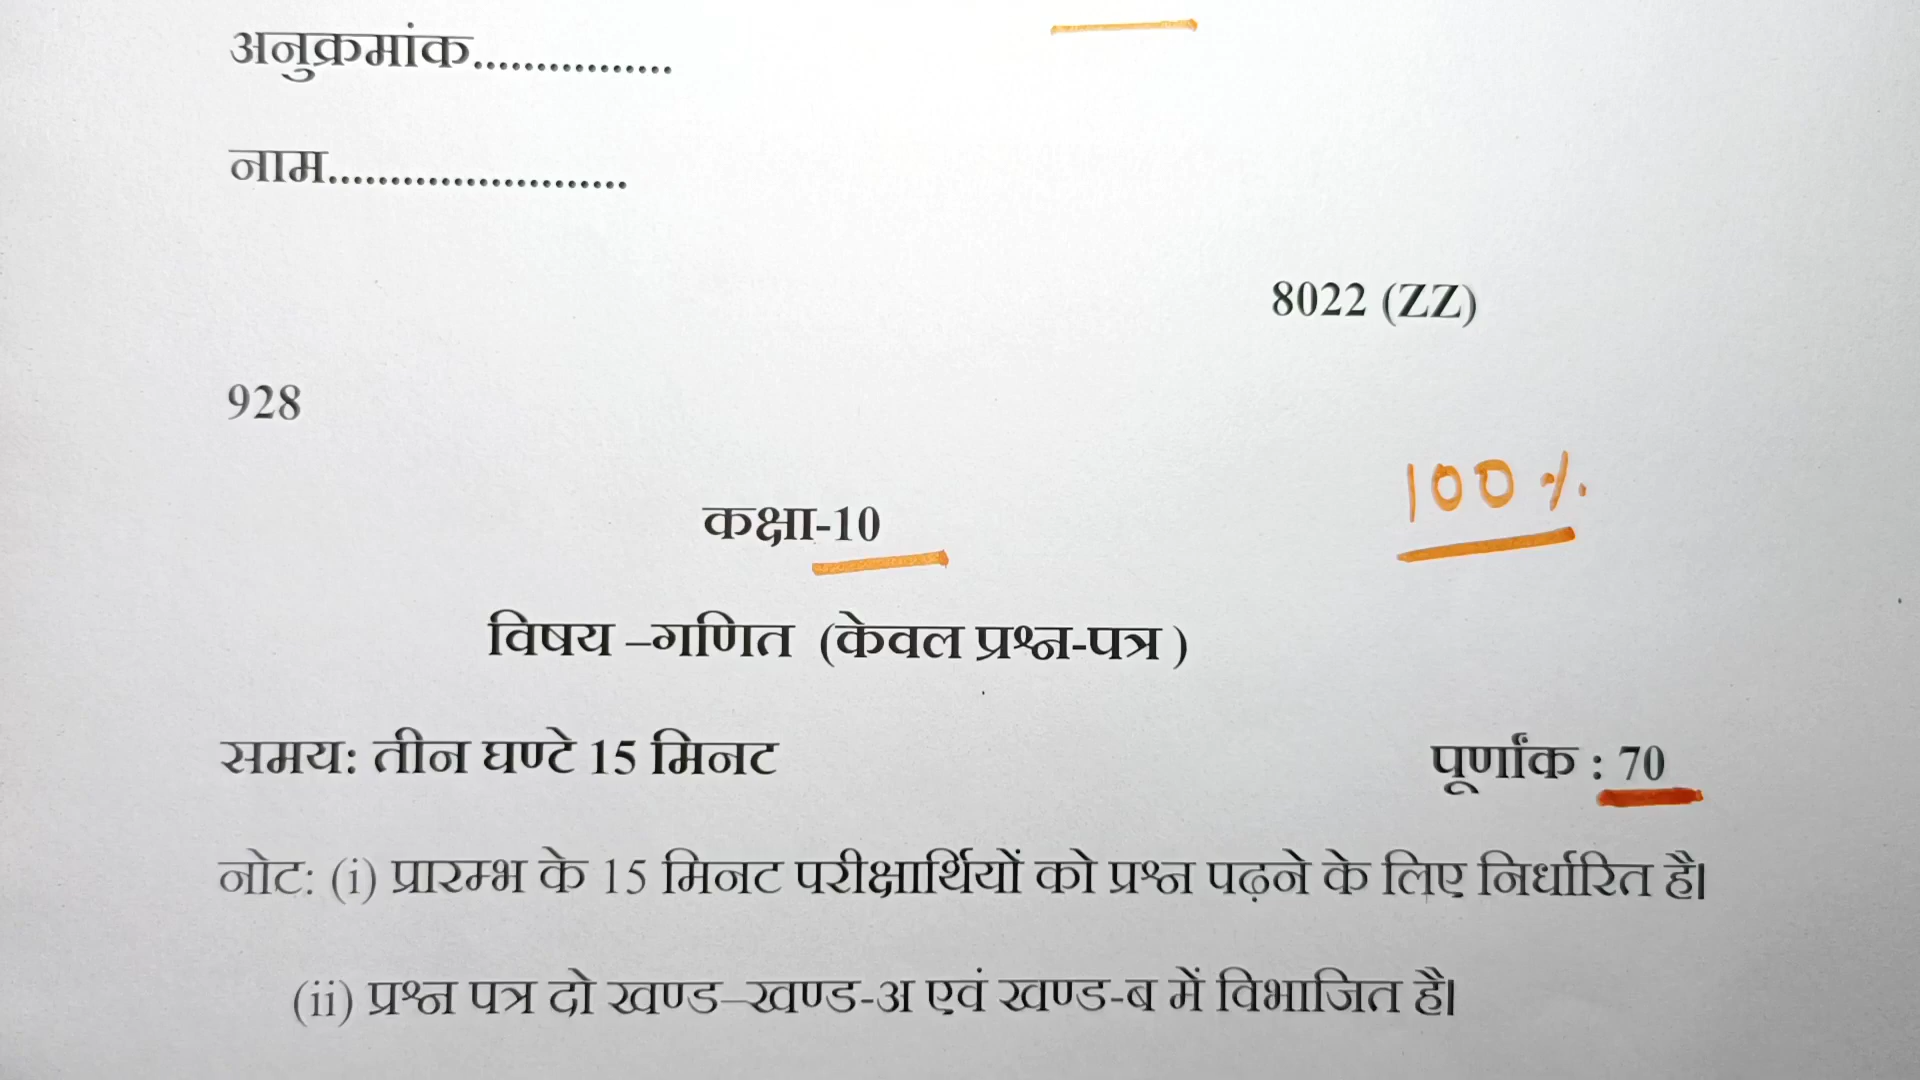 अनुक्रमांक................
नाम........................
8022 (ZZ)
928
100 %
कक्षा-10
विषय –गणित (केवल प्रश्न-पत्र )
समय: तीन घण्टे 15 मिनट पूर्णांक : 70
नोट: (i) प्रारम्भ के 15 मिनट परीक्षार्थियों को प्रश्न पढ़ने के लिए निर्धारित है।
(ii) प्रश्न पत्र दो खण्ड–खण्ड-अ एवं खण्ड-ब में विभाजित है।